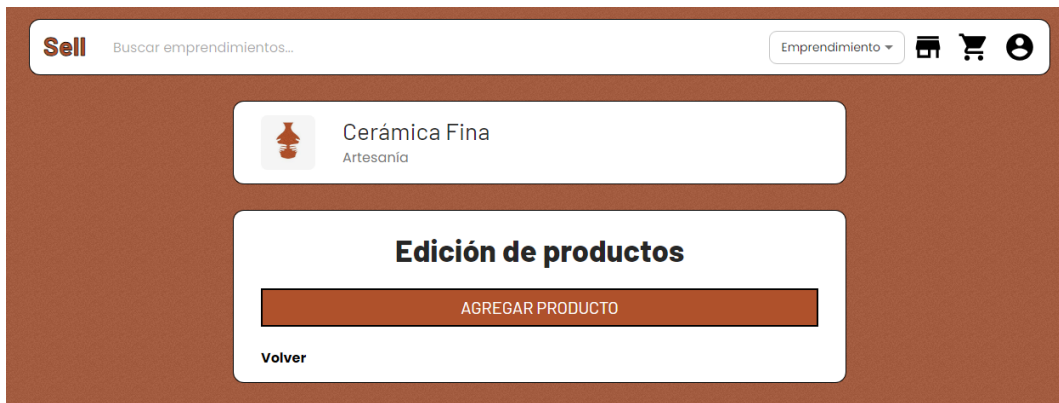 Sell
Buscar emprendimientos...
Emprendimiento
Cerámica Fina
Artesanía
Edición de productos
AGREGAR PRODUCTO
Volver